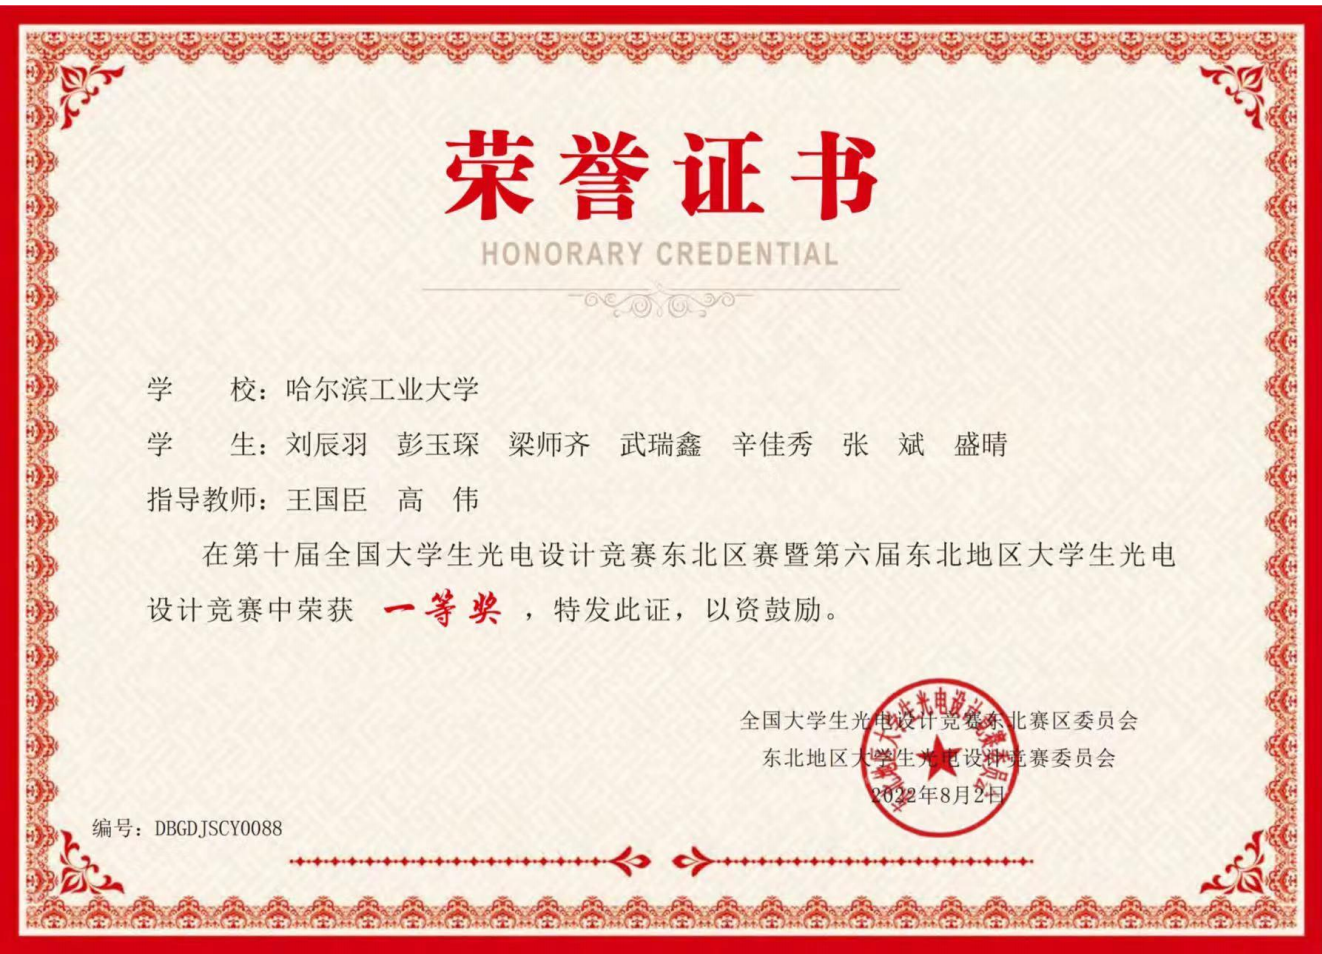 荣誉证书
HONORARY CREDENTIAL
学　　校：哈尔滨工业大学
学　　生：刘辰羽　彭玉琛　梁师齐　武瑞鑫　辛佳秀　张　斌　盛晴
指导教师：王国臣　高　伟
在第十届全国大学生光电设计竞赛东北区赛暨第六届东北地区大学生光电
设计竞赛中荣获　一等奖　，特发此证，以资鼓励。
全国大学生光电设计竞赛东北赛区委员会
东北地区大学生光电设计竞赛委员会
2022年8月2日
东北地区大学生光电设计竞赛委员会
编号：DBGDJSCY0088